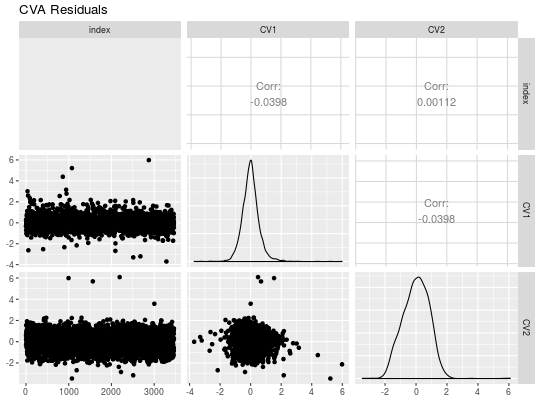 CVA Residuals
index CV1 CV2
Corr:
-0.0398
Corr:
0.00112
index
6
4
2
0
-2
-4
Corr:
-0.0398
CV1
6
4
2
0
-2
CV2
0 1000 2000 3000 -4 -2 0 2 4 6 -2 0 2 4 6